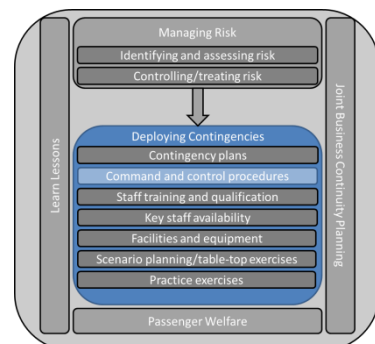 Managing Risk
Identifying and assessing risk
Controlling/treating risk
Learn Lessons
Deploying Contingencies
Contingency plans
Command and control procedures
Staff training and qualification
Key staff availability
Facilities and equipment
Scenario planning/table-top exercises
Practice exercises
Joint Business Continuity Planning
Passenger Welfare